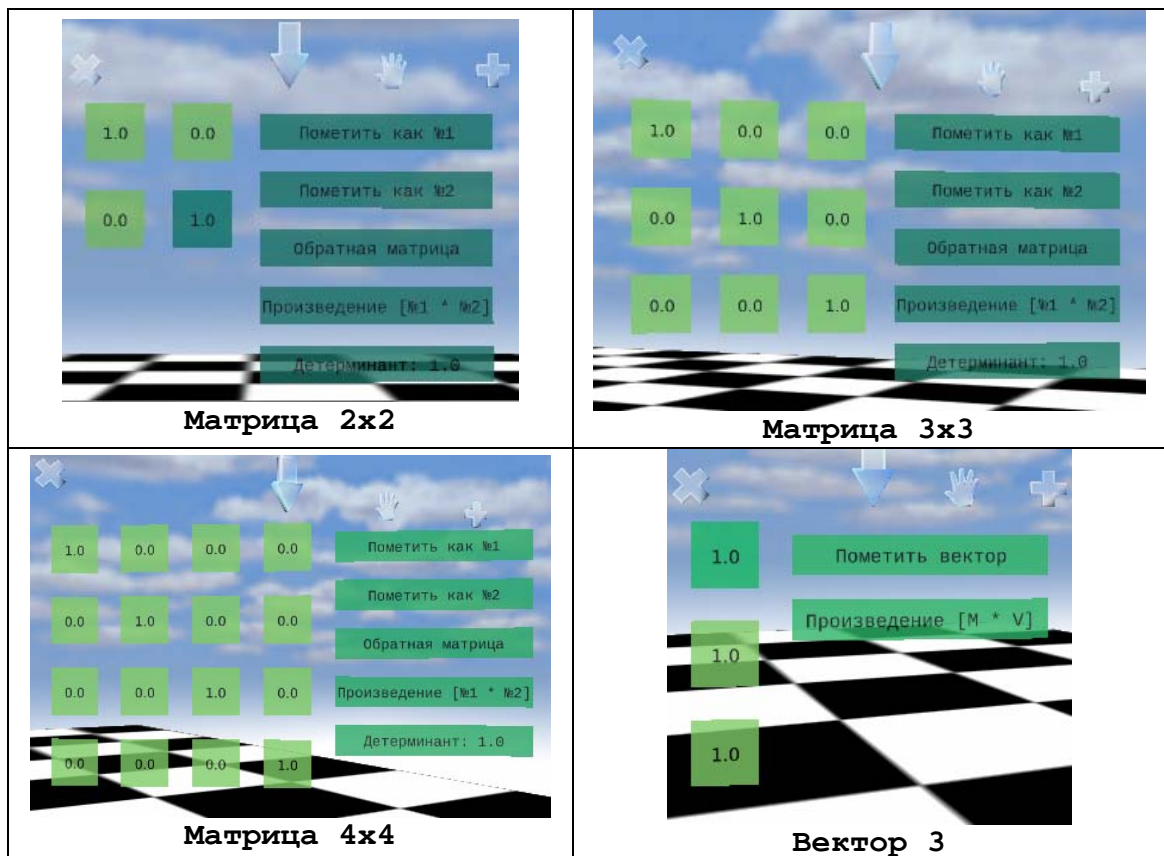 1.0 0.0 Пометить как №1
Пометить как №2
0.0 1.0
Обратная матрица
Произведение [№1 * №2]
Детерминант: 1.0
Матрица 2x2
1.0 0.0 0.0 Пометить как №1
Пометить как №2
0.0 1.0 0.0
Обратная матрица
0.0 0.0 1.0 Произведение [№1 * №2]
Детерминант: 1.0
Матрица 3x3
1.0 0.0 0.0 0.0 Пометить как №1
Пометить как №2
0.0 1.0 0.0 0.0
Обратная матрица
0.0 0.0 1.0 0.0 Произведение [№1 * №2]
Детерминант: 1.0
0.0 0.0 0.0 1.0
Матрица 4x4
1.0 Пометить вектор
Произведение [M * V]
1.0
1.0
Вектор 3